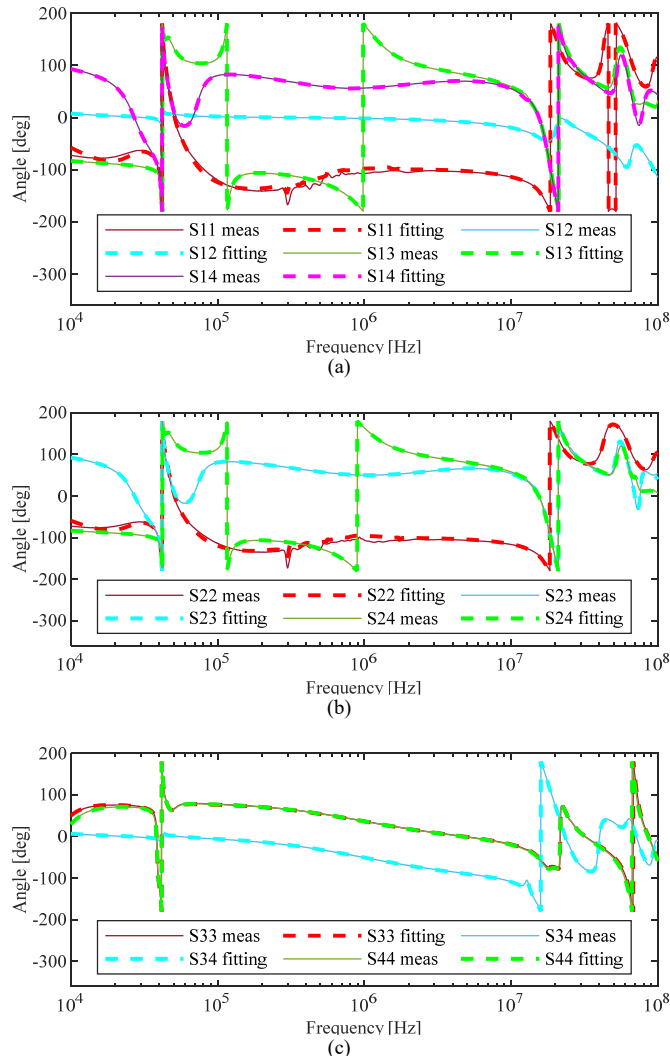 200
100
0
-100
-200
-300
Angle [deg]
S11 meas S11 fitting S12 meas
S12 fitting S13 meas S13 fitting
S14 meas S14 fitting
10^4 10^5 10^6 10^7 10^8
Frequency [Hz]
(a)
200
100
0
-100
-200
-300
Angle [deg]
S22 meas S22 fitting S23 meas
S23 fitting S24 meas S24 fitting
10^4 10^5 10^6 10^7 10^8
Frequency [Hz]
(b)
200
100
0
-100
-200
-300
Angle [deg]
S33 meas S33 fitting S34 meas
S34 fitting S44 meas S44 fitting
10^4 10^5 10^6 10^7 10^8
Frequency [Hz]
(c)